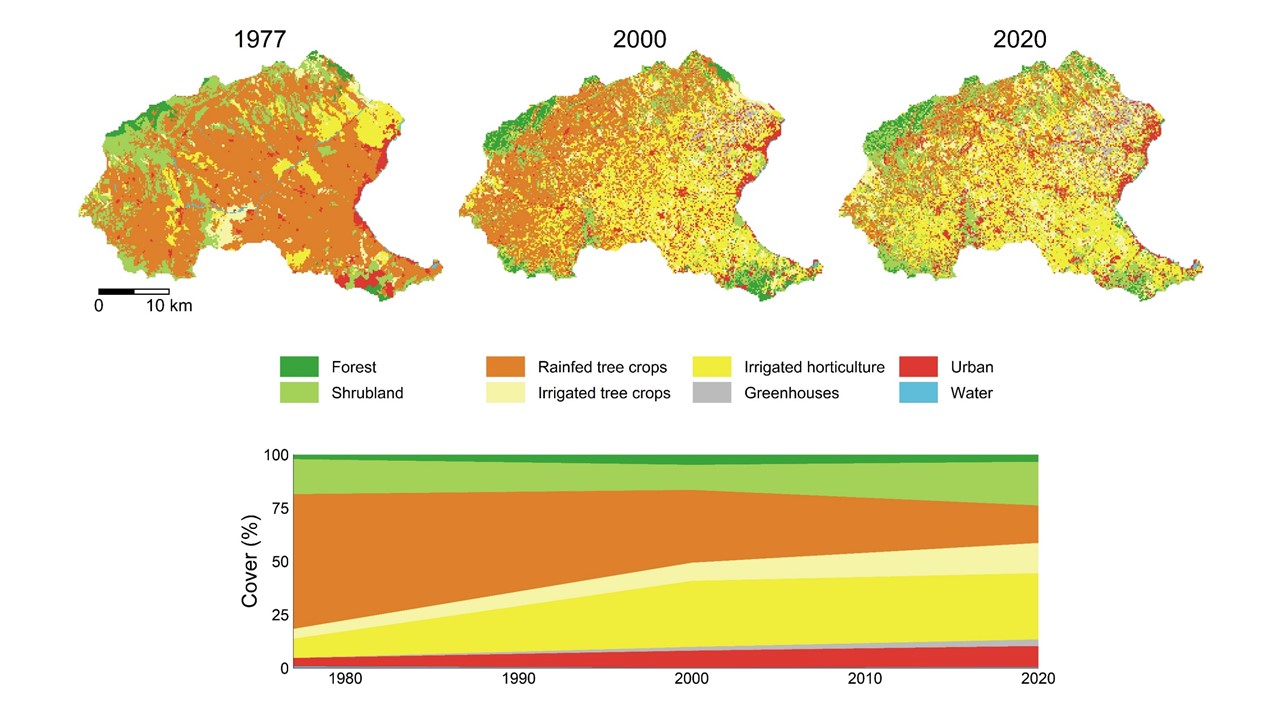 1977 2000 2020
0 10 km
Forest Rainfed tree crops Irrigated horticulture Urban
Shrubland Irrigated tree crops Greenhouses Water
100
75
50
25
0
Cover (%)
1980 1990 2000 2010 2020